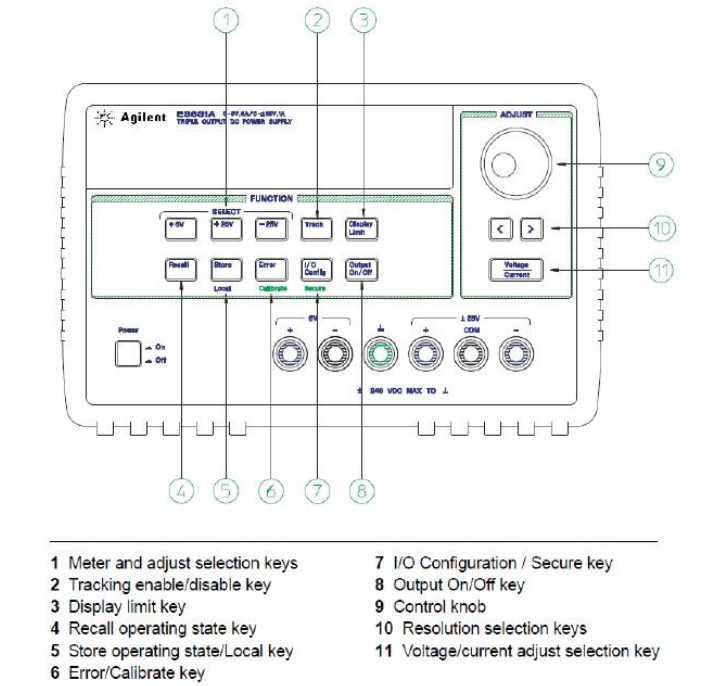 1 2 3
Agilent E3631A 0-6V,5A/0-±25V,1A
TRIPLE OUTPUT DC POWER SUPPLY
ADJUST
9
FUNCTION
SELECT
+6V +25V -25V Track Display Limit
< > 10
Recall Store Error I/O Config Output On/Off
Voltage
Current 11
Local Calibrate Secure
Power
On
Off
6V ± 25V
+ - + COM -
240 VDC MAX TO ⊥
4 5 6 7 8
1 Meter and adjust selection keys
2 Tracking enable/disable key
3 Display limit key
4 Recall operating state key
5 Store operating state/Local key
6 Error/Calibrate key
7 I/O Configuration / Secure key
8 Output On/Off key
9 Control knob
10 Resolution selection keys
11 Voltage/current adjust selection key